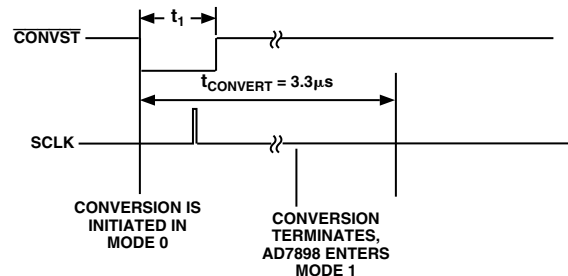 t1
CONVST
tCONVERT = 3.3μs
SCLK
CONVERSION IS
INITIATED IN
MODE 0
CONVERSION
TERMINATES,
AD7898 ENTERS
MODE 1